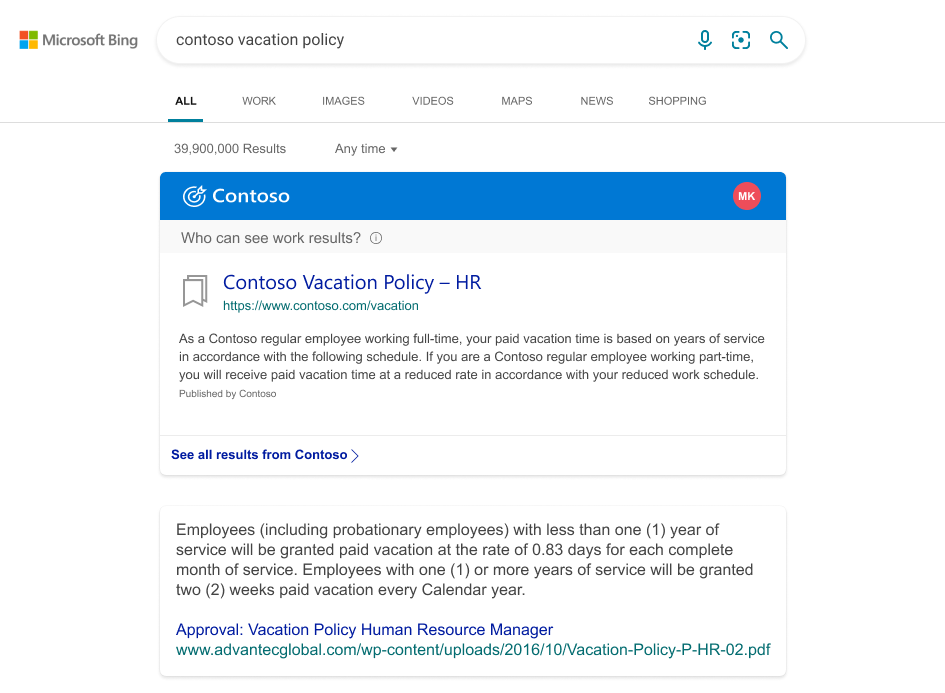 Microsoft Bing
contoso vacation policy
ALL WORK IMAGES VIDEOS MAPS NEWS SHOPPING
39,900,000 Results Any time
Contoso MK
Who can see work results?
Contoso Vacation Policy – HR
https://www.contoso.com/vacation
As a Contoso regular employee working full-time, your paid vacation time is based on years of service
in accordance with the following schedule. If you are a Contoso regular employee working part-time,
you will receive paid vacation time at a reduced rate in accordance with your reduced work schedule.
Published by Contoso
See all results from Contoso
Employees (including probationary employees) with less than one (1) year of
service will be granted paid vacation at the rate of 0.83 days for each complete
month of service. Employees with one (1) or more years of service will be granted
two (2) weeks paid vacation every Calendar year.
Approval: Vacation Policy Human Resource Manager
www.advantecglobal.com/wp-content/uploads/2016/10/Vacation-Policy-P-HR-02.pdf